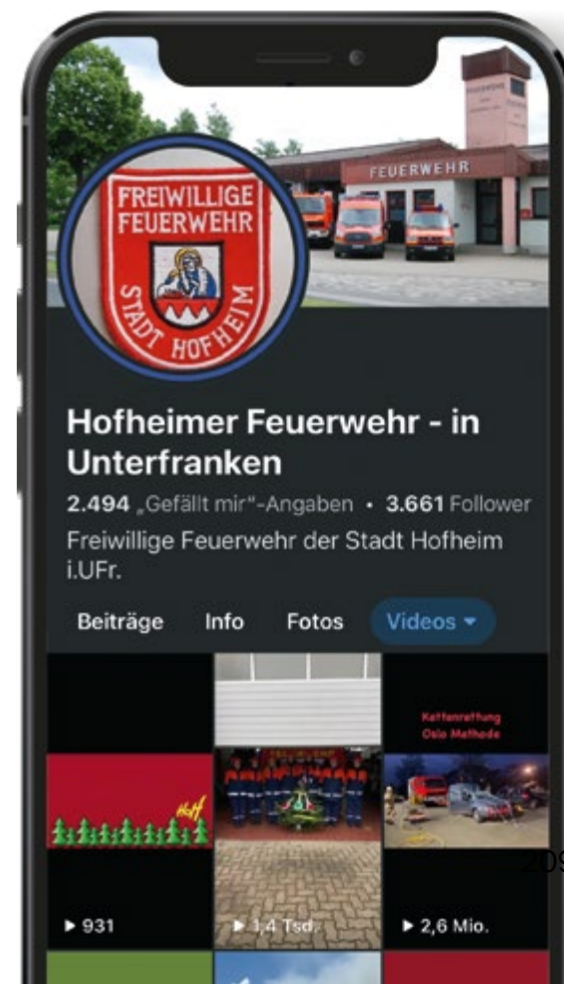 FEUERWEHR
FREIWILLIGE
FEUERWEHR
STADT HOFHEIM
Hofheimer Feuerwehr - in
Unterfranken
2.494 „Gefällt mir“-Angaben • 3.661 Follower
Freiwillige Feuerwehr der Stadt Hofheim
i.UFr.
Beiträge Info Fotos Videos
Kettenrettung
Oslo Methode
931
1,4 Tsd.
2,6 Mio.
209